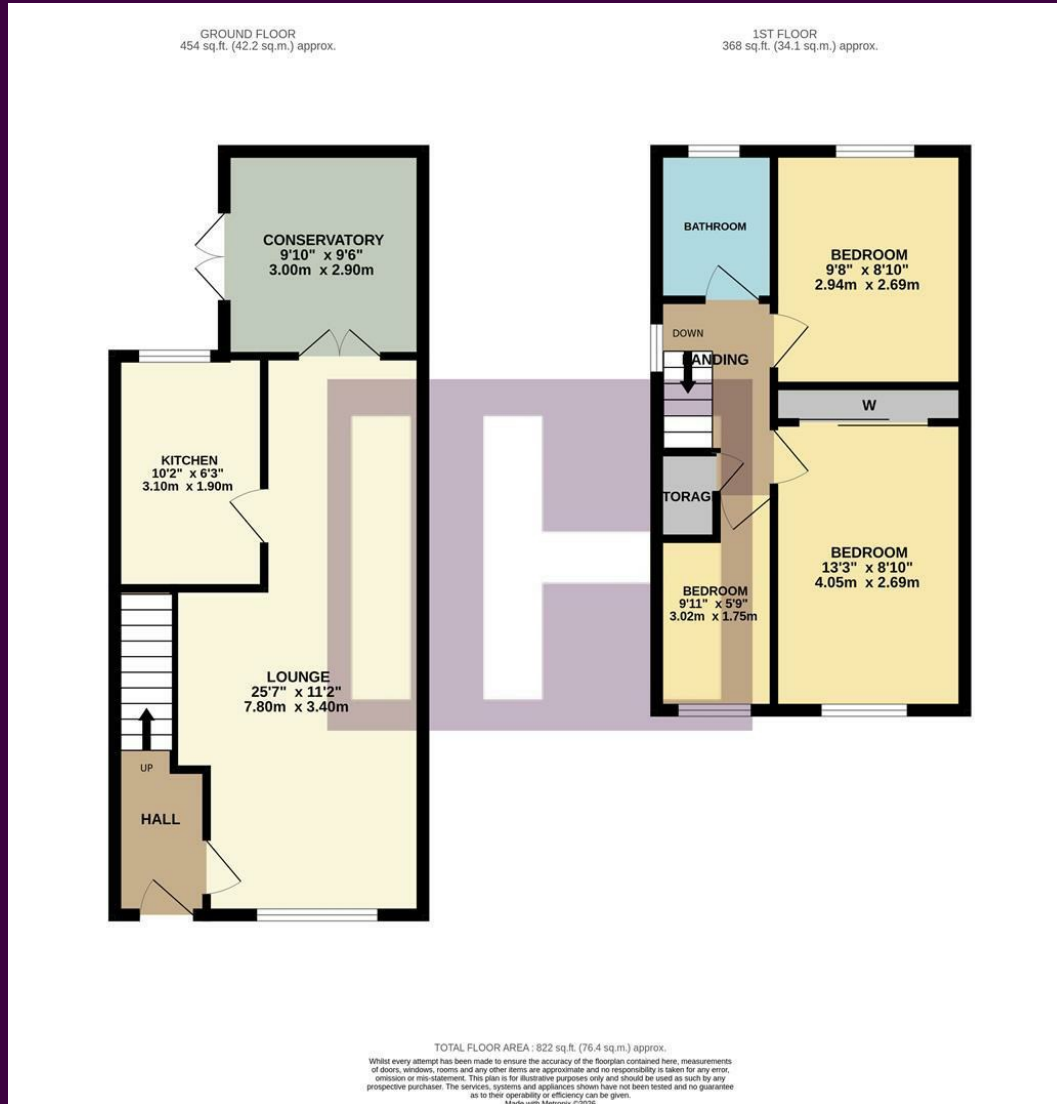 GROUND FLOOR
454 sq.ft. (42.2 sq.m.) approx.
1ST FLOOR
368 sq.ft. (34.1 sq.m.) approx.
CONSERVATORY
9'10" x 9'6"
3.00m x 2.90m
KITCHEN
10'2" x 6'3"
3.10m x 1.90m
LOUNGE
25'7" x 11'2"
7.80m x 3.40m
UP
HALL
BATHROOM
BEDROOM
9'8" x 8'10"
2.94m x 2.69m
DOWN
LANDING
W
TORAG
BEDROOM
13'3" x 8'10"
4.05m x 2.69m
BEDROOM
9'11" x 5'9"
3.02m x 1.75m
TOTAL FLOOR AREA : 822 sq.ft. (76.4 sq.m.) approx.
Whilst every attempt has been made to ensure the accuracy of the floorplan contained here, measurements
of doors, windows, rooms and any other items are approximate and no responsibility is taken for any error,
omission or mis-statement. This plan is for illustrative purposes only and should be used as such by any
prospective purchaser. The services, systems and appliances shown have not been tested and no guarantee
as to their operability or efficiency can be given.
Made with Metropix ©2026